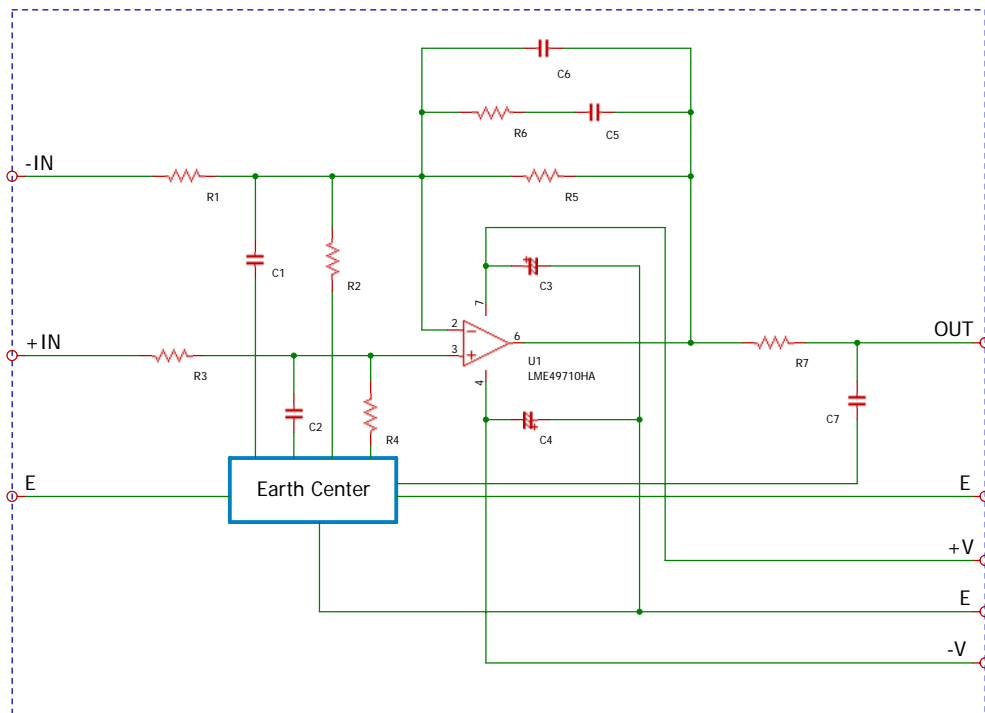 C6
R6
C5
-IN
R1
R5
C1
R2
C3
7
+IN
2
6
OUT
3
U1
R3
LME49710HA
R7
4
C2
R4
C4
C7
E
Earth Center
E
+V
E
-V